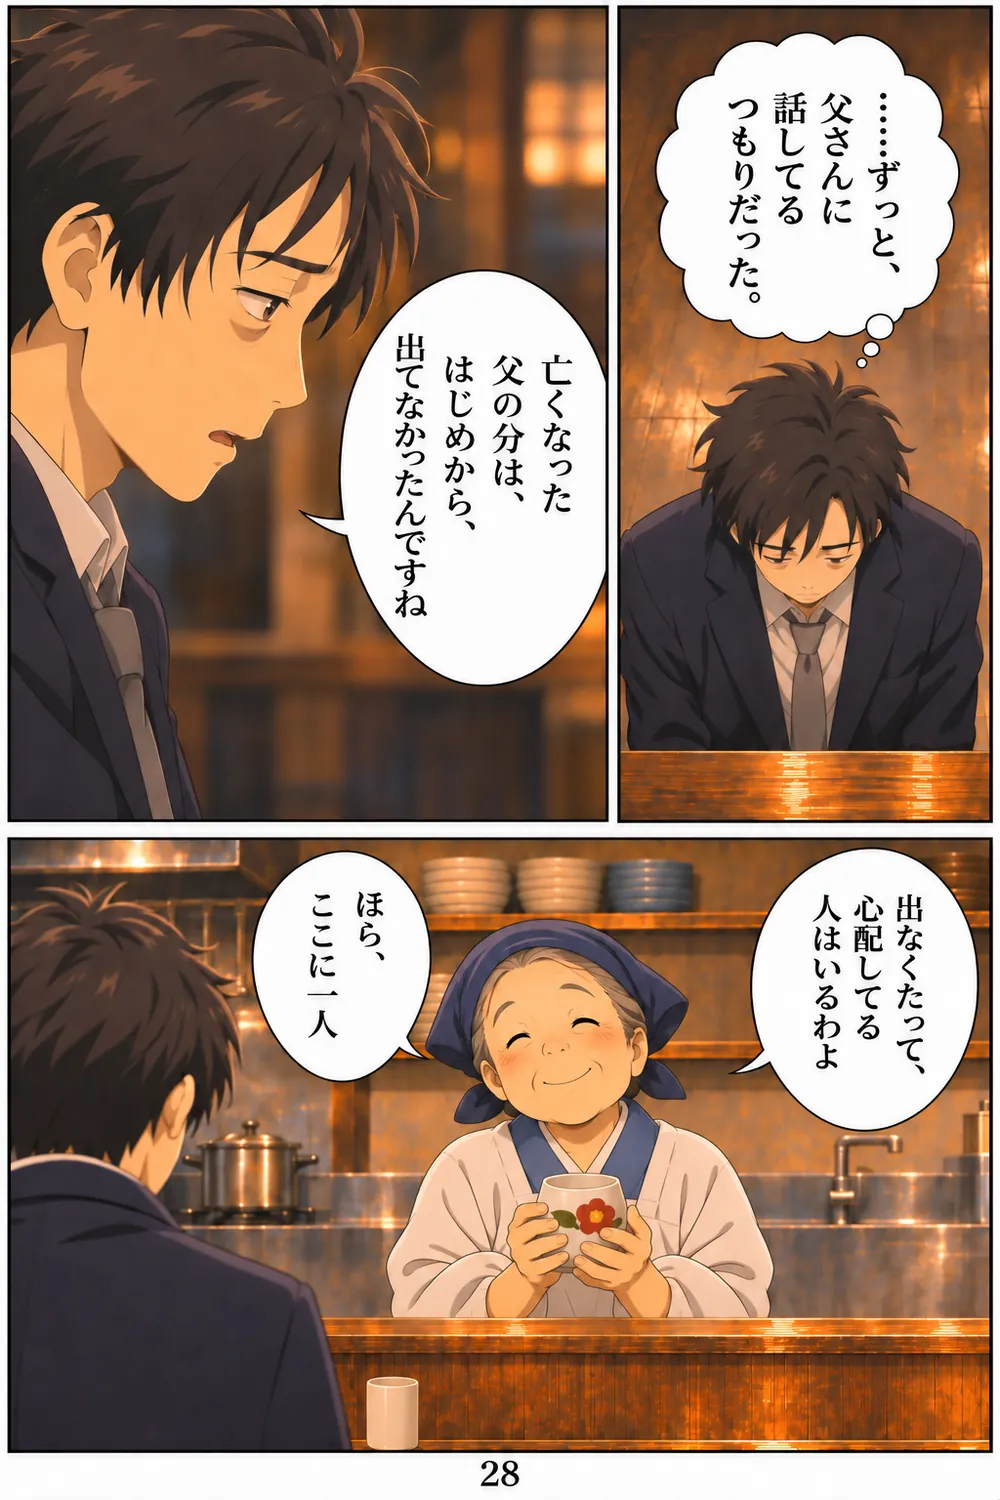 ……ずっと、
父さんに
話してる
つもりだった。
亡くなった
父の分は、
はじめから、
出てなかったんですね
出なくたって、
心配してる
人はいるわよ
ほら、
ここに一人
28